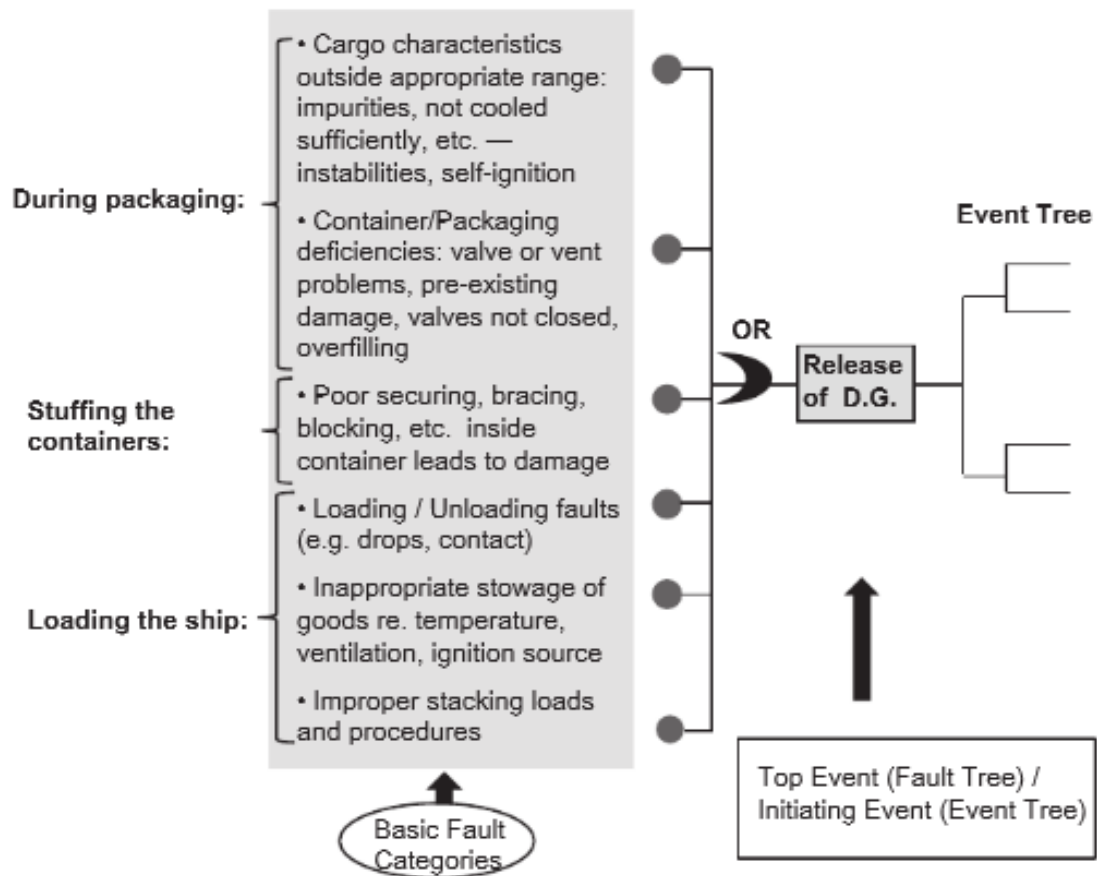 During packaging:
• Cargo characteristics
outside appropriate range:
impurities, not cooled
sufficiently, etc. —
instabilities, self-ignition
• Container/Packaging
deficiencies: valve or vent
problems, pre-existing
damage, valves not closed,
overfilling
Stuffing the
containers:
• Poor securing, bracing,
blocking, etc. inside
container leads to damage
Loading the ship:
• Loading / Unloading faults
(e.g. drops, contact)
• Inappropriate stowage of
goods re. temperature,
ventilation, ignition source
• Improper stacking loads
and procedures
Basic Fault
Categories
OR
Release
of D.G.
Event Tree
Top Event (Fault Tree) /
Initiating Event (Event Tree)